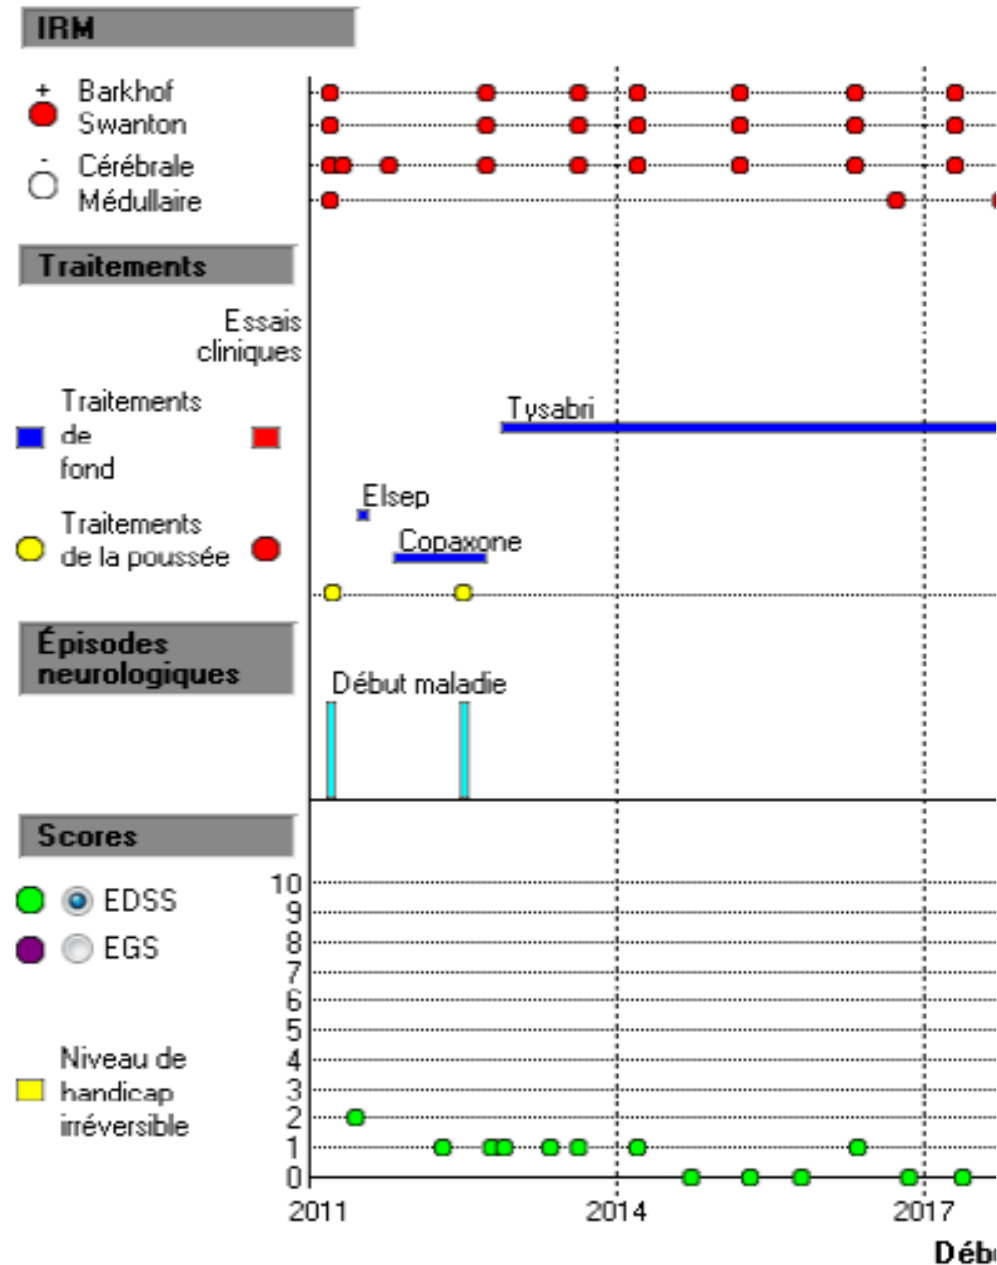 IRM
+ Barkhof
Swanton
- Cérébrale
Médullaire
Traitements
Essais
cliniques
Traitements
de
fond
Tysabri
Elsep
Traitements
de la poussée
Copaxone
Épisodes
neurologiques
Début maladie
Scores
EDSS
EGS
Niveau de
handicap
irréversible
10
9
8
7
6
5
4
3
2
1
0
2011 2014 2017
Débu